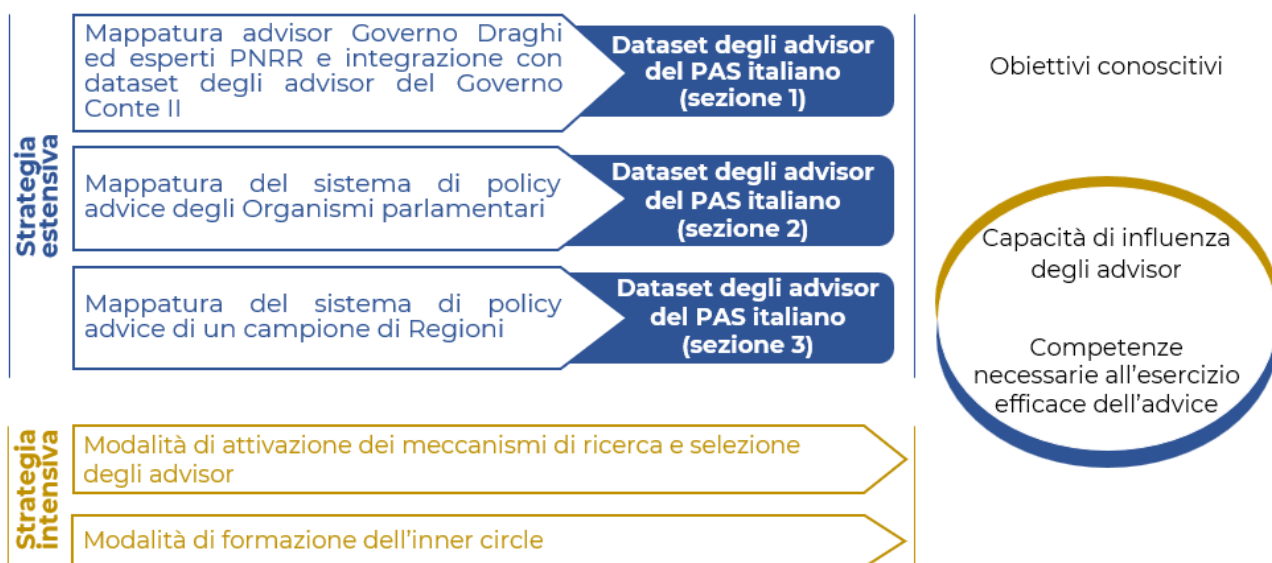 Strategia
estensiva
Mappatura advisor Governo Draghi
ed esperti PNRR e integrazione con
dataset degli advisor del Governo
Conte II
Dataset degli advisor
del PAS italiano
(sezione 1)
Mappatura del sistema di policy
advice degli Organismi parlamentari
Dataset degli advisor
del PAS italiano
(sezione 2)
Mappatura del sistema di policy
advice di un campione di Regioni
Dataset degli advisor
del PAS italiano
(sezione 3)
Strategia
intensiva
Modalità di attivazione dei meccanismi di ricerca e selezione
degli advisor
Modalità di formazione dell'inner circle
Obiettivi conoscitivi
Capacità di influenza
degli advisor
Competenze
necessarie all'esercizio
efficace dell'advice